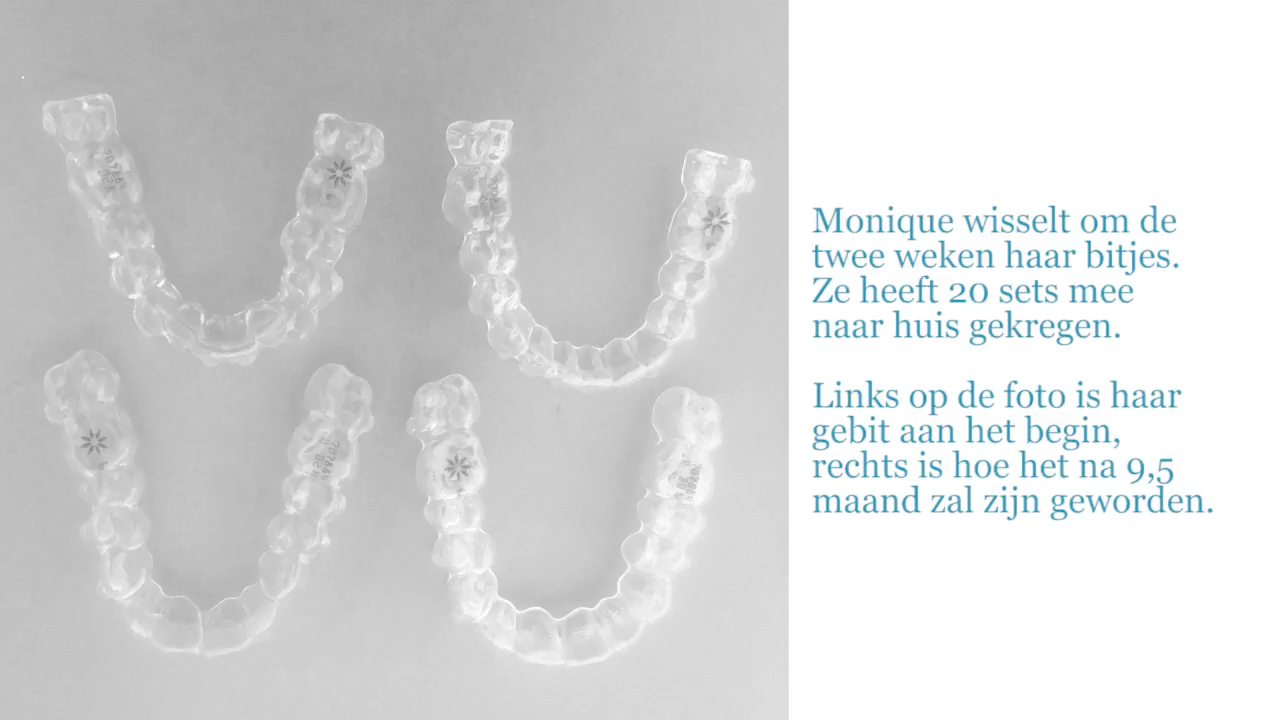 Monique wisselt om de
twee weken haar bitjes.
Ze heeft 20 sets mee
naar huis gekregen.
Links op de foto is haar
gebit aan het begin,
rechts is hoe het na 9,5
maand zal zijn geworden.